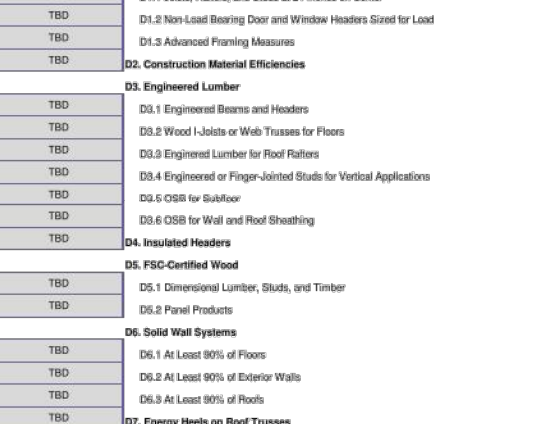 TBD D1.2 Non-Load Bearing Door and Window Headers Sized for Load
TBD D1.3 Advanced Framing Measures
TBD D2. Construction Material Efficiencies
D3. Engineered Lumber
TBD D3.1 Engineered Beams and Headers
TBD D3.2 Wood I-Joists or Web Trusses for Floors
TBD D3.3 Enginered Lumber for Roof Rafters
TBD D3.4 Engineered or Finger-Jointed Studs for Vertical Applications
TBD D3.5 OSB for Subfloor
TBD D3.6 OSB for Wall and Roof Sheathing
TBD D4. Insulated Headers
D5. FSC-Certified Wood
TBD D5.1 Dimensional Lumber, Studs, and Timber
TBD D5.2 Panel Products
D6. Solid Wall Systems
TBD D6.1 At Least 90% of Floors
TBD D6.2 At Least 90% of Exterior Walls
TBD D6.3 At Least 90% of Roofs
TBD D7. Energy Heels on Roof Trusses